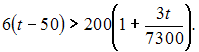 6(t − 50) > 200(1 + 3t/7300).